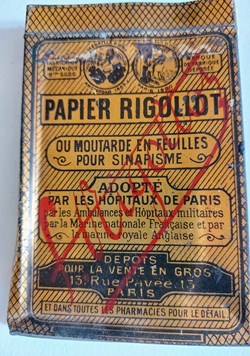 PAPIER RIGOLLOT
OU MOUTARDE EN FEUILLES
POUR SINAPISME
ADOPTÉ
PAR LES HÔPITAUX DE PARIS
par les Ambulances et Hôpitaux militaires
par la Marine nationale Française et par
la marine royale Anglaise
DEPOTS
POUR LA VENTE EN GROS
13, Rue Pavée, 13
PARIS
ET DANS TOUTES LES PHARMACIES POUR LE DÉTAIL